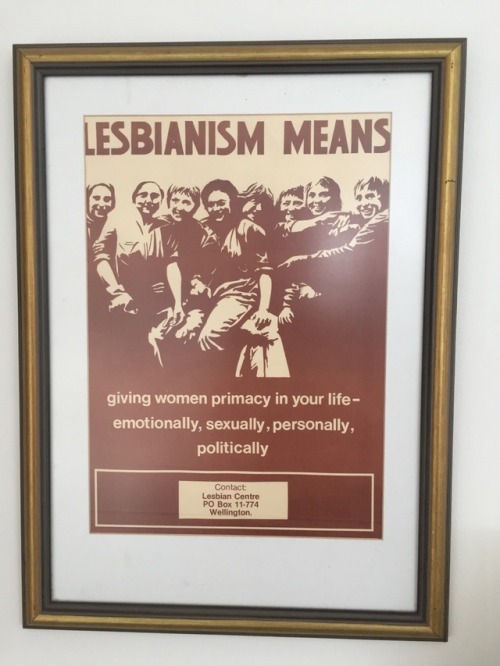 LESBIANISM MEANS
giving women primacy in your life–
emotionally, sexually, personally,
politically
Contact:
Lesbian Centre
PO Box 11-774
Wellington.